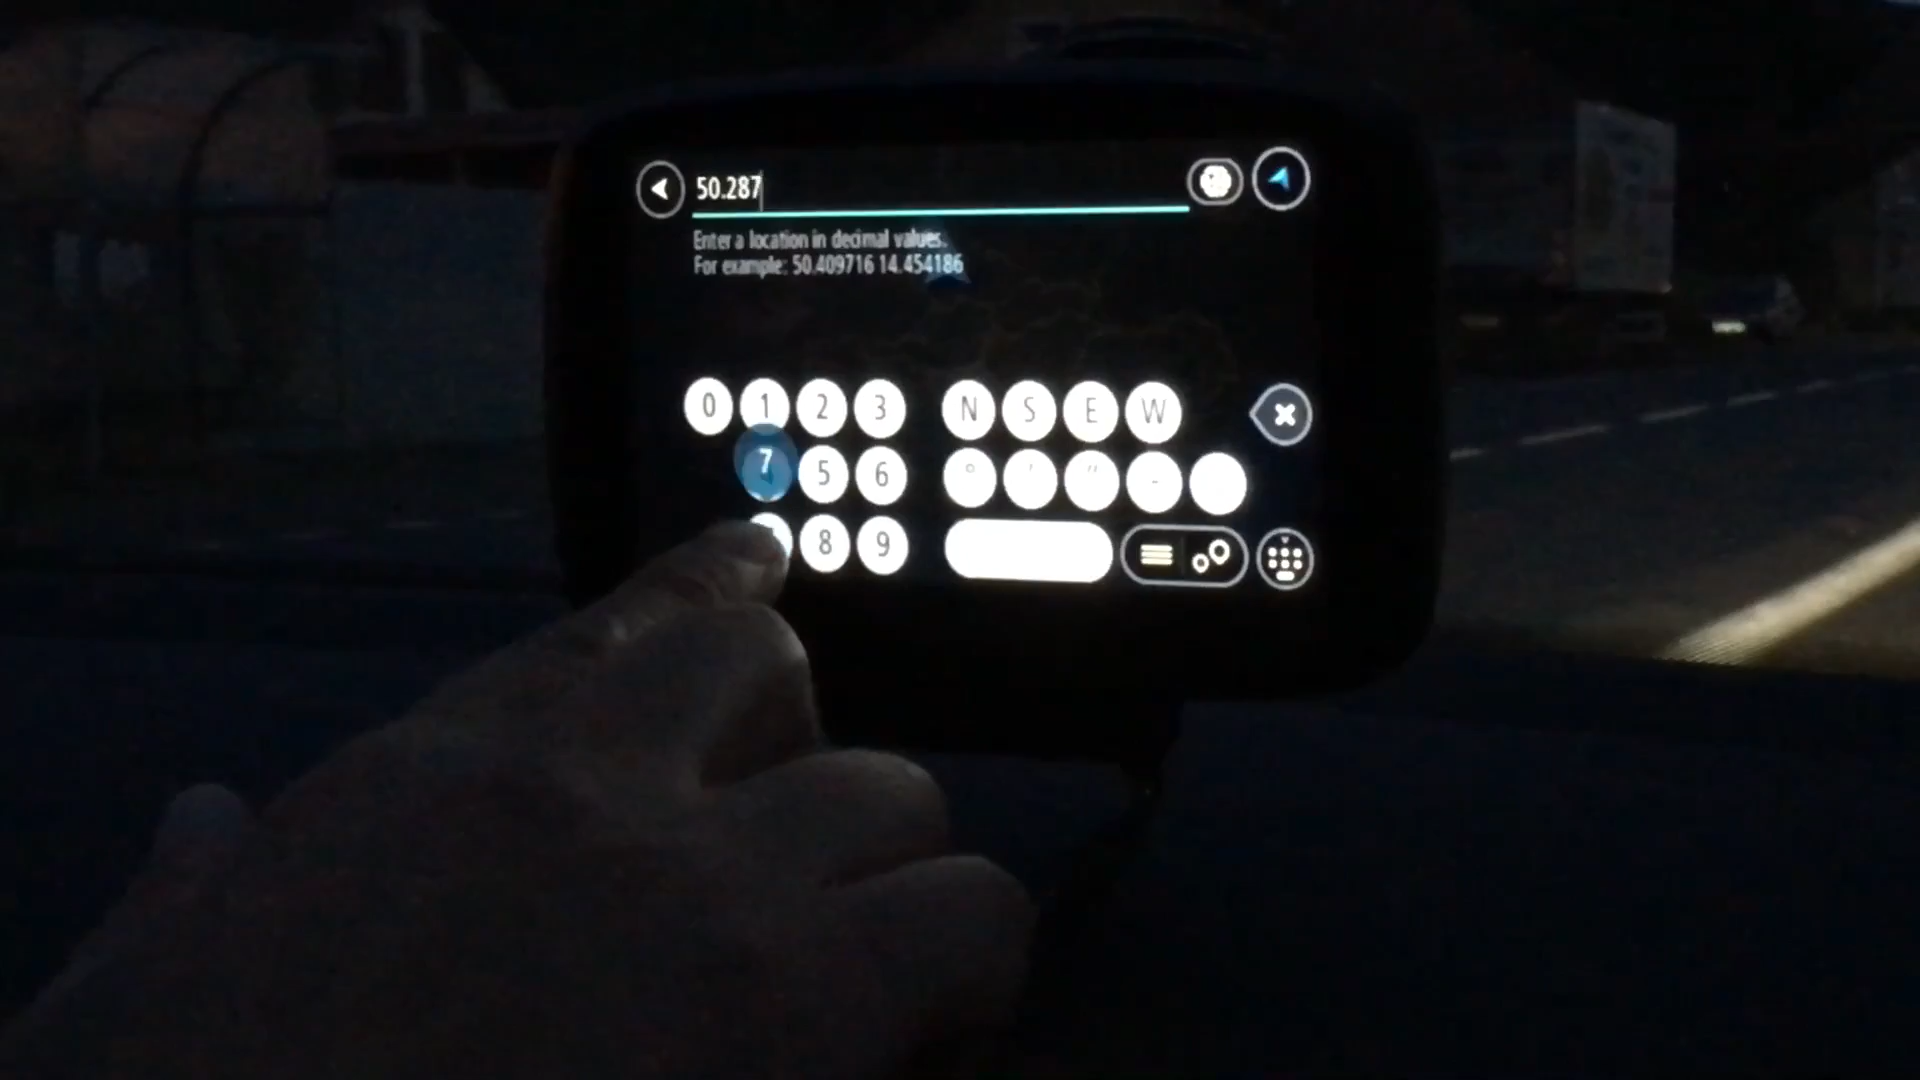 50.287
Enter a location in decimal values.
For example: 50.409716 14.454186
0 1 2 3 N S E W
7 5 6 ° ' " -
8 9